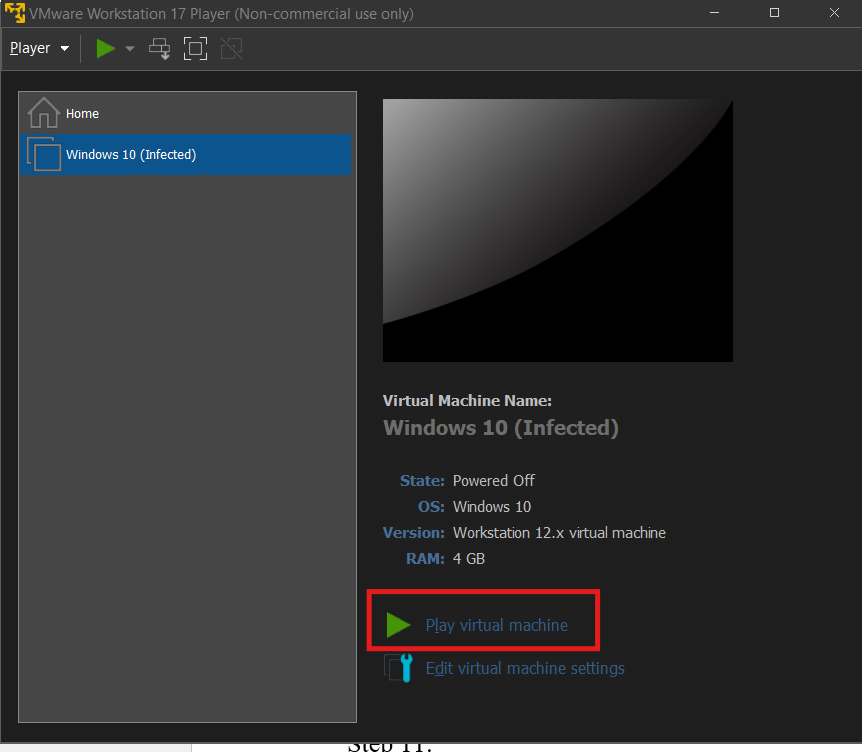 VMware Workstation 17 Player (Non-commercial use only)
Player
Home
Windows 10 (Infected)
Virtual Machine Name:
Windows 10 (Infected)
State: Powered Off
OS: Windows 10
Version: Workstation 12.x virtual machine
RAM: 4 GB
Play virtual machine
Edit virtual machine settings
Step 11: